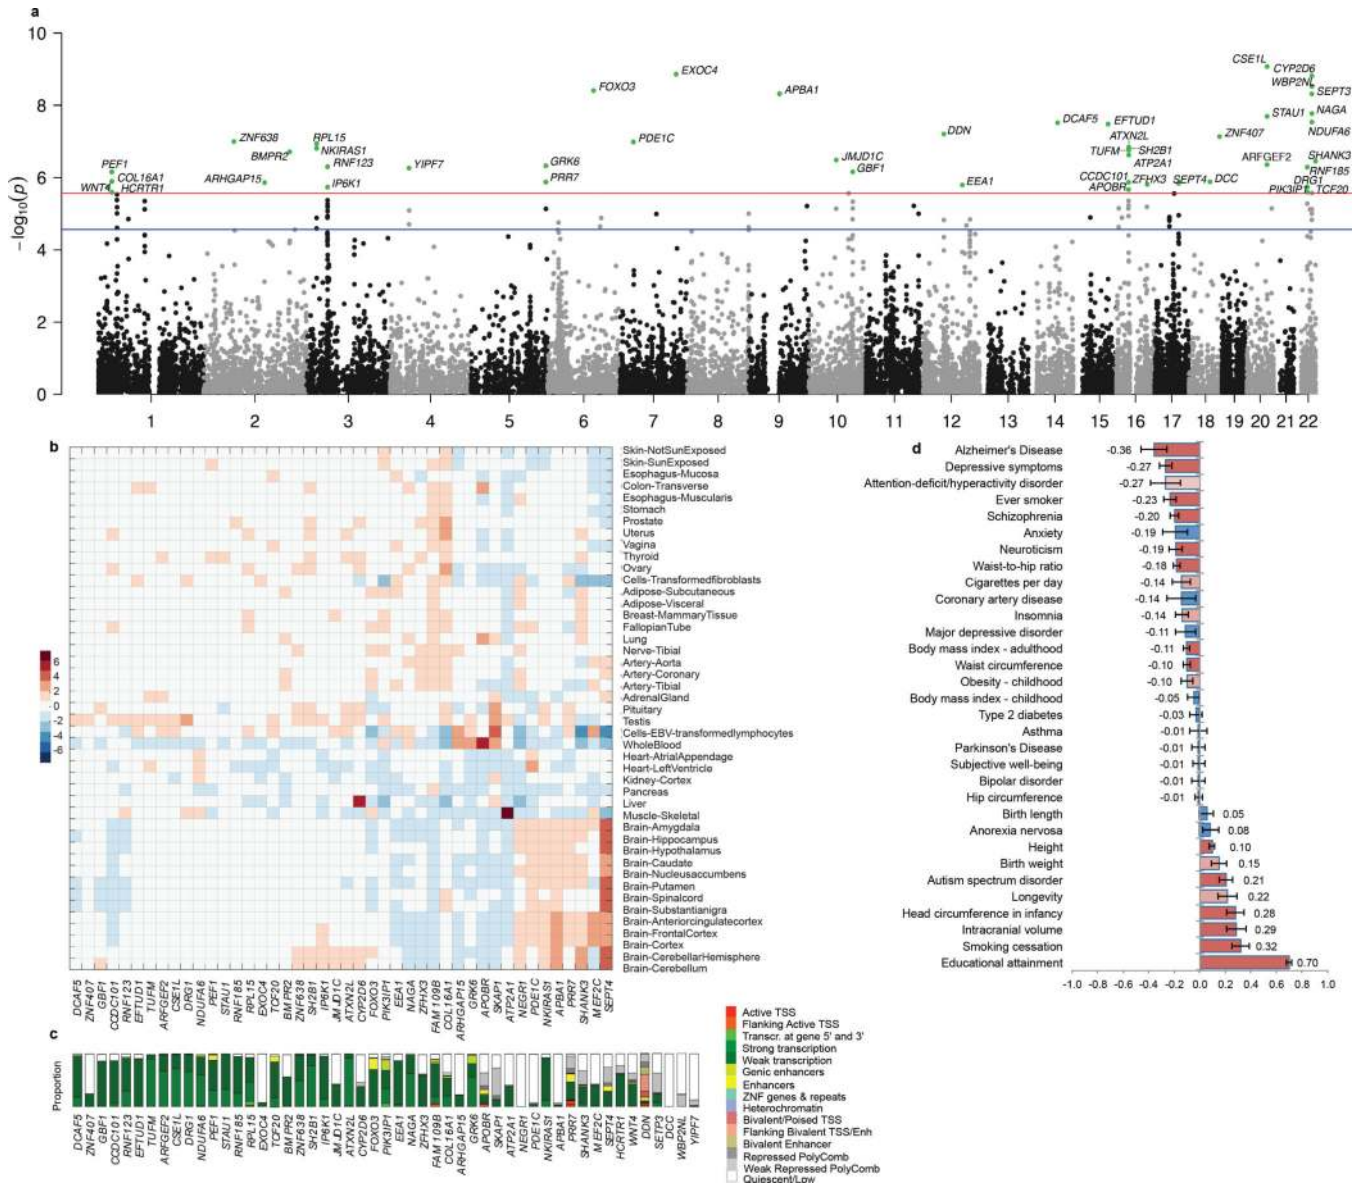 a
−log10(p)
10
8
6
4
2
0
CSE1L
CYP2D6
WBP2NL
EXOC4
FOXO3
APBA1
SEPT3
STAU1
NAGA
DCAF5
EFTUD1
NDUFA6
ZNF638
RPL15
PDE1C
DDN
ATXN2L
ZNF407
BMPR2
NKIRAS1
TUFM
SH2B1
PEF1
RNF123
YIPF7
GRK6
JMJD1C
ATP2A1
ARFGEF2
SHANK3
COL16A1
GBF1
RNF185
WNT4
HCRTR1
ARHGAP15
IP6K1
PRR7
EEA1
CCDC101
ZFHX3
SEPT4
DCC
DRG1
APOBR
PIK3IP1
TCF20
1 2 3 4 5 6 7 8 9 10 11 12 13 14 15 16 17 18 19 20 21 22
b
6
4
2
0
-2
-4
-6
Skin-NotSunExposed
Skin-SunExposed
Esophagus-Mucosa
Colon-Transverse
Esophagus-Muscularis
Stomach
Prostate
Uterus
Vagina
Thyroid
Ovary
Cells-Transformedfibroblasts
Adipose-Subcutaneous
Adipose-Visceral
Breast-MammaryTissue
FallopianTube
Lung
Nerve-Tibial
Artery-Aorta
Artery-Coronary
Artery-Tibial
AdrenalGland
Pituitary
Testis
Cells-EBV-transformedlymphocytes
WholeBlood
Heart-AtrialAppendage
Heart-LeftVentricle
Kidney-Cortex
Pancreas
Liver
Muscle-Skeletal
Brain-Amygdala
Brain-Hippocampus
Brain-Hypothalamus
Brain-Caudate
Brain-Nucleusaccumbens
Brain-Putamen
Brain-Spinalcord
Brain-Substantianigra
Brain-Anteriorcingulatecortex
Brain-FrontalCortex
Brain-Cortex
Brain-CerebellarHemisphere
Brain-Cerebellum
DCAF5 ZNF407 GBF1 CCDC101 RNF123 EFTUD1 TUFM ARFGEF2 CSE1L DRG1 NDUFA6 PEF1 STAU1 RNF185 RPL15 EXOC4 TCF20 BMPR2 ZNF638 SH2B1 IP6K1 JMJD1C ATXN2L CYP2D6 FOXO3 PIK3IP1 EEA1 NAGA ZFHX3 FAM109B COL16A1 ARHGAP15 GRK6 APOBR SKAP1 ATP2A1 NEGR1 PDE1C NKIRAS1 APBA1 PRR7 SHANK3 MEF2C SEPT4
c
Proportion
DCAF5 ZNF407 GBF1 CCDC101 RNF123 EFTUD1 TUFM ARFGEF2 CSE1L DRG1 NDUFA6 PEF1 STAU1 RNF185 RPL15 EXOC4 TCF20 BMPR2 ZNF638 SH2B1 IP6K1 JMJD1C ATXN2L CYP2D6 FOXO3 PIK3IP1 EEA1 NAGA ZFHX3 FAM109B COL16A1 ARHGAP15 GRK6 APOBR SKAP1 ATP2A1 NEGR1 PDE1C NKIRAS1 APBA1 PRR7 SHANK3 MEF2C SEPT4 HCRTR1 WNT4 DDN SETP3 DCC WBP2NL YIPF7
Active TSS
Flanking Active TSS
Transcr. at gene 5' and 3'
Strong transcription
Weak transcription
Genic enhancers
Enhancers
ZNF genes & repeats
Heterochromatin
Bivalent/Poised TSS
Flanking Bivalent TSS/Enh
Bivalent Enhancer
Repressed PolyComb
Weak Repressed PolyComb
Quiescent/Low
d
Alzheimer's Disease -0.36
Depressive symptoms -0.27
Attention-deficit/hyperactivity disorder -0.27
Ever smoker -0.23
Schizophrenia -0.20
Anxiety -0.19
Neuroticism -0.19
Waist-to-hip ratio -0.18
Cigarettes per day -0.14
Coronary artery disease -0.14
Insomnia -0.14
Major depressive disorder -0.11
Body mass index - adulthood -0.11
Waist circumference -0.10
Obesity - childhood -0.10
Body mass index - childhood -0.05
Type 2 diabetes -0.03
Asthma -0.01
Parkinson's Disease -0.01
Subjective well-being -0.01
Bipolar disorder -0.01
Hip circumference -0.01
Birth length 0.05
Anorexia nervosa 0.08
Height 0.10
Birth weight 0.15
Autism spectrum disorder 0.21
Longevity 0.22
Head circumference in infancy 0.28
Intracranial volume 0.29
Smoking cessation 0.32
Educational attainment 0.70
-1.0 -0.8 -0.6 -0.4 -0.2 0.0 0.2 0.4 0.6 0.8 1.0